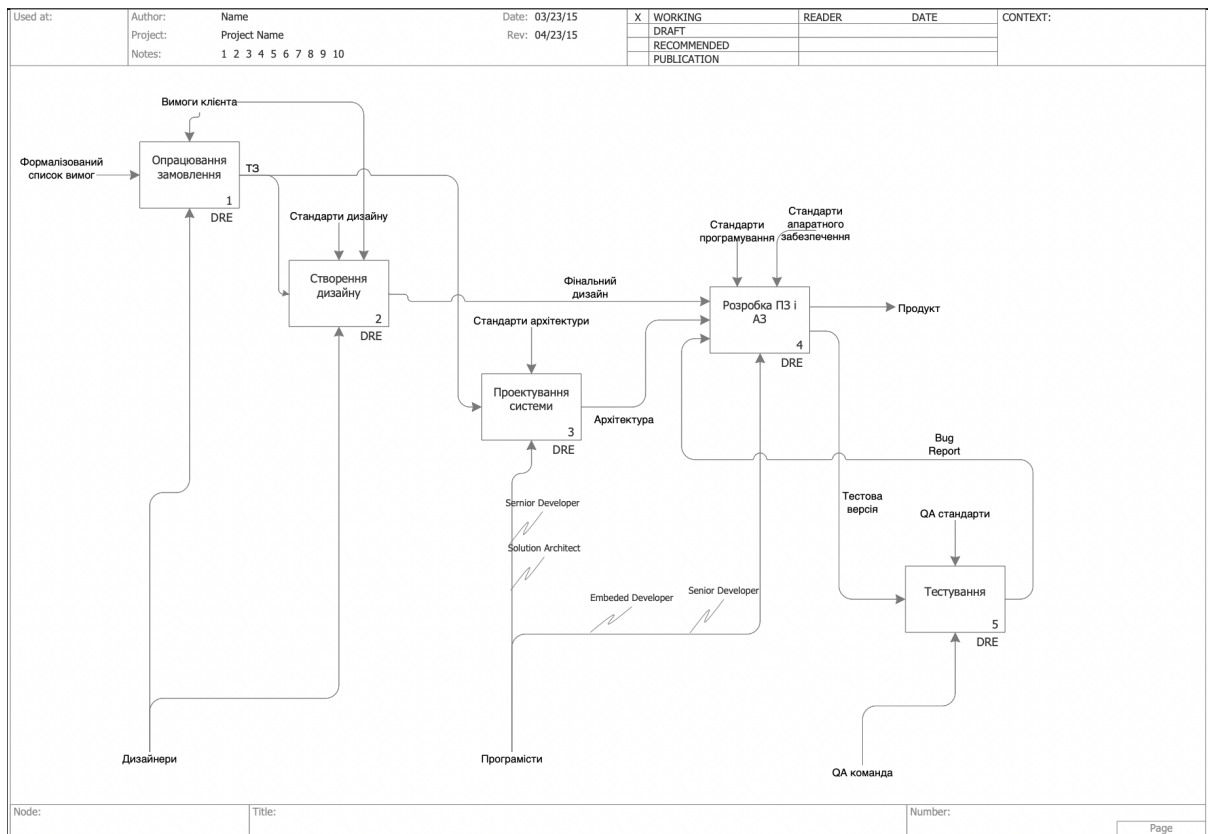 Used at:
Author: Name
Date: 03/23/15
Project: Project Name
Rev: 04/23/15
Notes: 1 2 3 4 5 6 7 8 9 10
X WORKING
DRAFT
RECOMMENDED
PUBLICATION
READER DATE
CONTEXT:
Вимоги клієнта
Формалізований
список вимог
Опрацювання
замовлення
1
DRE
ТЗ
Стандарти дизайну
Створення
дизайну
2
DRE
Стандарти
програмування
Стандарти
апаратного
забезпечення
Фінальний
дизайн
Розробка ПЗ і
АЗ
4
DRE
Продукт
Стандарти архітектури
Проектування
системи
3
DRE
Архітектура
Bug
Report
Тестова
версія
QA стандарти
Sernior Developer
Solution Architect
Embeded Developer
Senior Developer
Тестування
5
DRE
Дизайнери
Програмісти
QA команда
Node:
Title:
Number:
Page